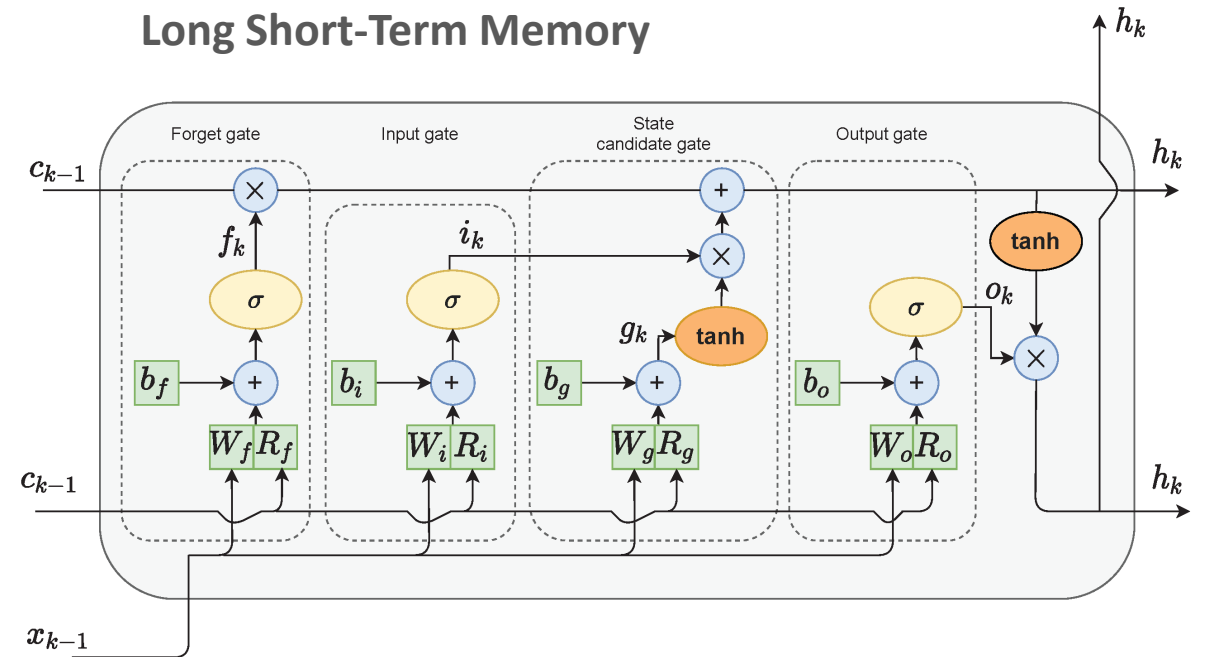 Long Short-Term Memory
h_k
Forget gate
Input gate
State
candidate gate
Output gate
c_{k-1}
×
+
h_k
f_k
i_k
×
tanh
σ
σ
g_k
tanh
σ
o_k
×
b_f
+
b_i
+
b_g
+
b_o
+
W_f R_f
W_i R_i
W_g R_g
W_o R_o
c_{k-1}
h_k
x_{k-1}